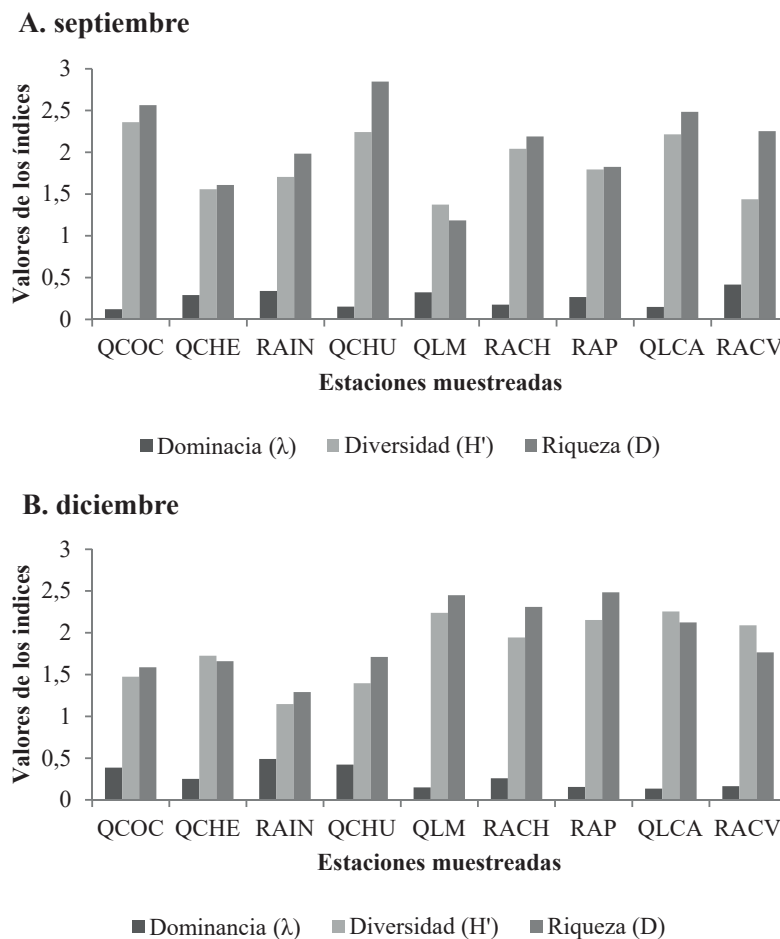 A. septiembre
Valores de los índices
3
2,5
2
1,5
1
0,5
0
QCOC QCHE RAIN QCHU QLM RACH RAP QLCA RACV
Estaciones muestreadas
Dominacia (λ) Diversidad (H') Riqueza (D)
B. diciembre
Valores de los indices
3
2,5
2
1,5
1
0,5
0
QCOC QCHE RAIN QCHU QLM RACH RAP QLCA RACV
Estaciones muestreadas
Dominancia (λ) Diversidad (H') Riqueza (D)